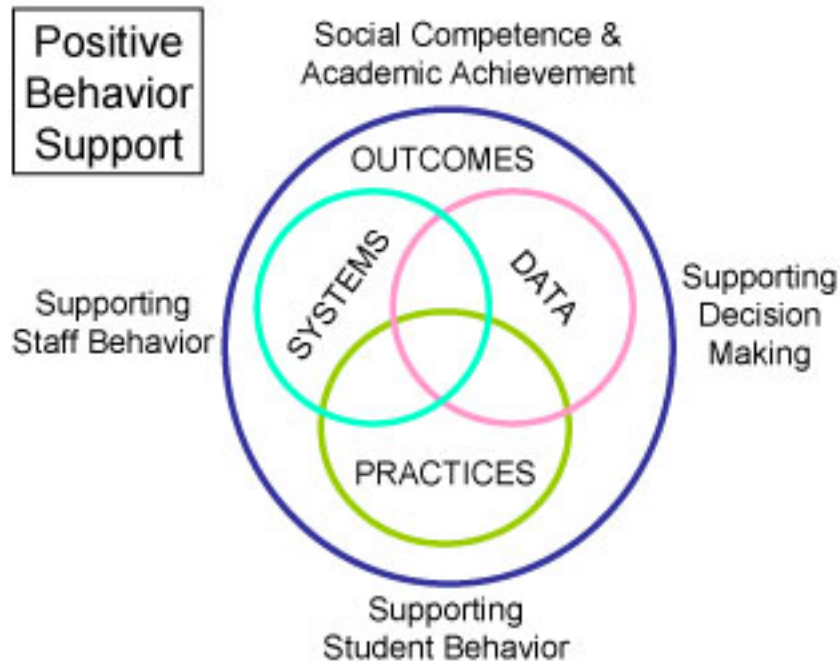 Positive
Behavior
Support
Social Competence &
Academic Achievement
OUTCOMES
SYSTEMS
DATA
Supporting
Staff Behavior
Supporting
Decision
Making
PRACTICES
Supporting
Student Behavior